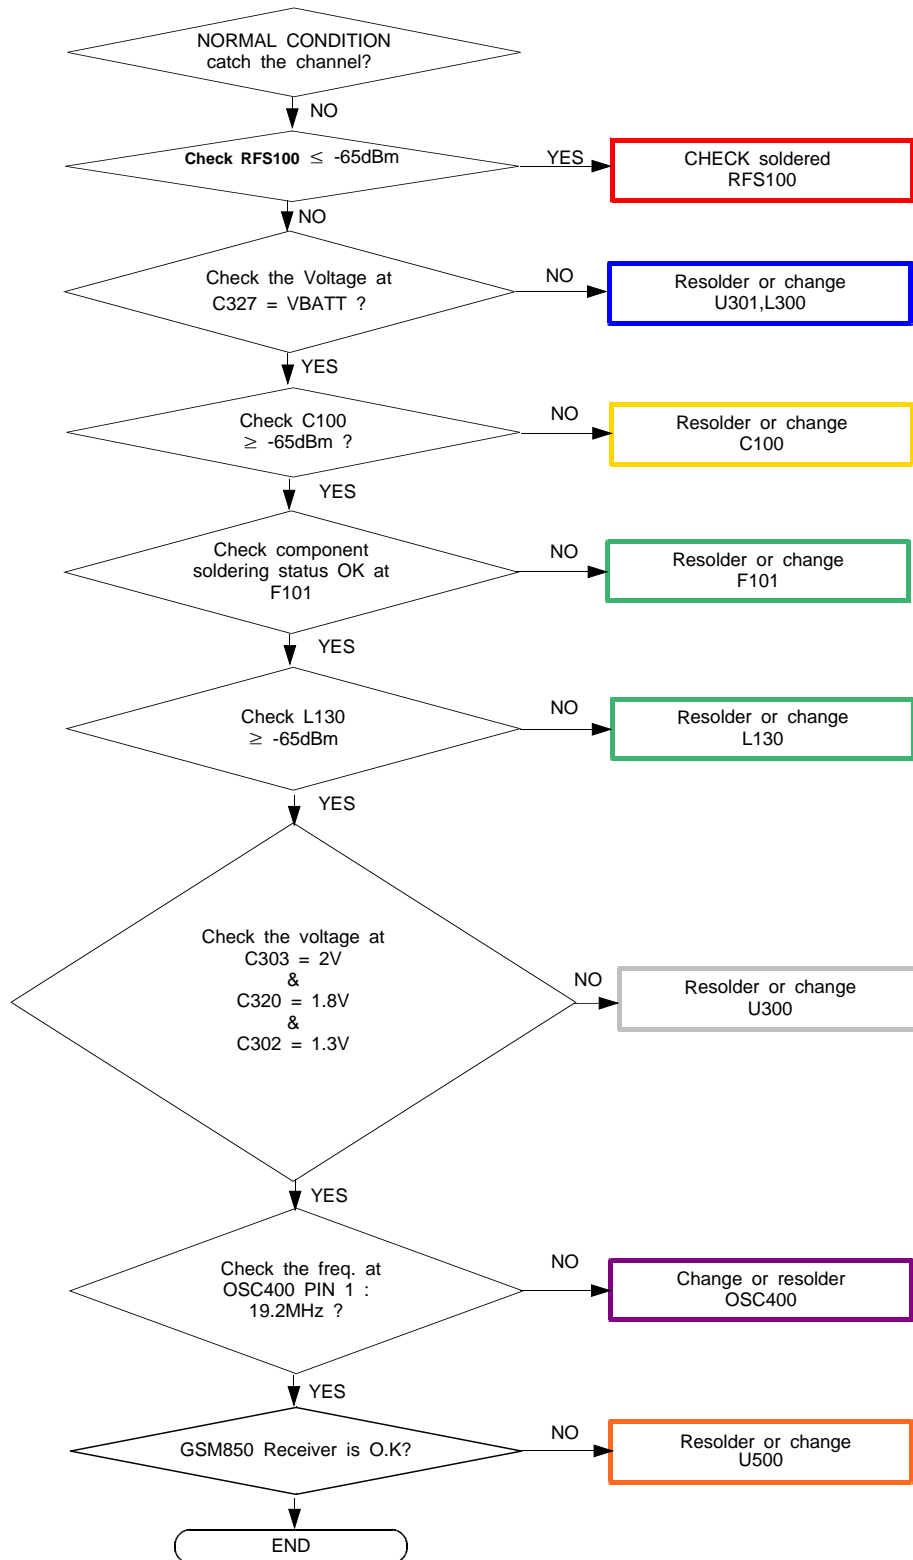 NORMAL CONDITION
catch the channel?
NO
Check RFS100 ≤ -65dBm
YES
CHECK soldered
RFS100
NO
Check the Voltage at
C327 = VBATT ?
NO
Resolder or change
U301,L300
YES
Check C100
≥ -65dBm ?
NO
Resolder or change
C100
YES
Check component
soldering status OK at
F101
NO
Resolder or change
F101
YES
Check L130
≥ -65dBm
NO
Resolder or change
L130
YES
Check the voltage at
C303 = 2V
&
C320 = 1.8V
&
C302 = 1.3V
NO
Resolder or change
U300
YES
Check the freq. at
OSC400 PIN 1 :
19.2MHz ?
NO
Change or resolder
OSC400
YES
GSM850 Receiver is O.K?
NO
Resolder or change
U500
END